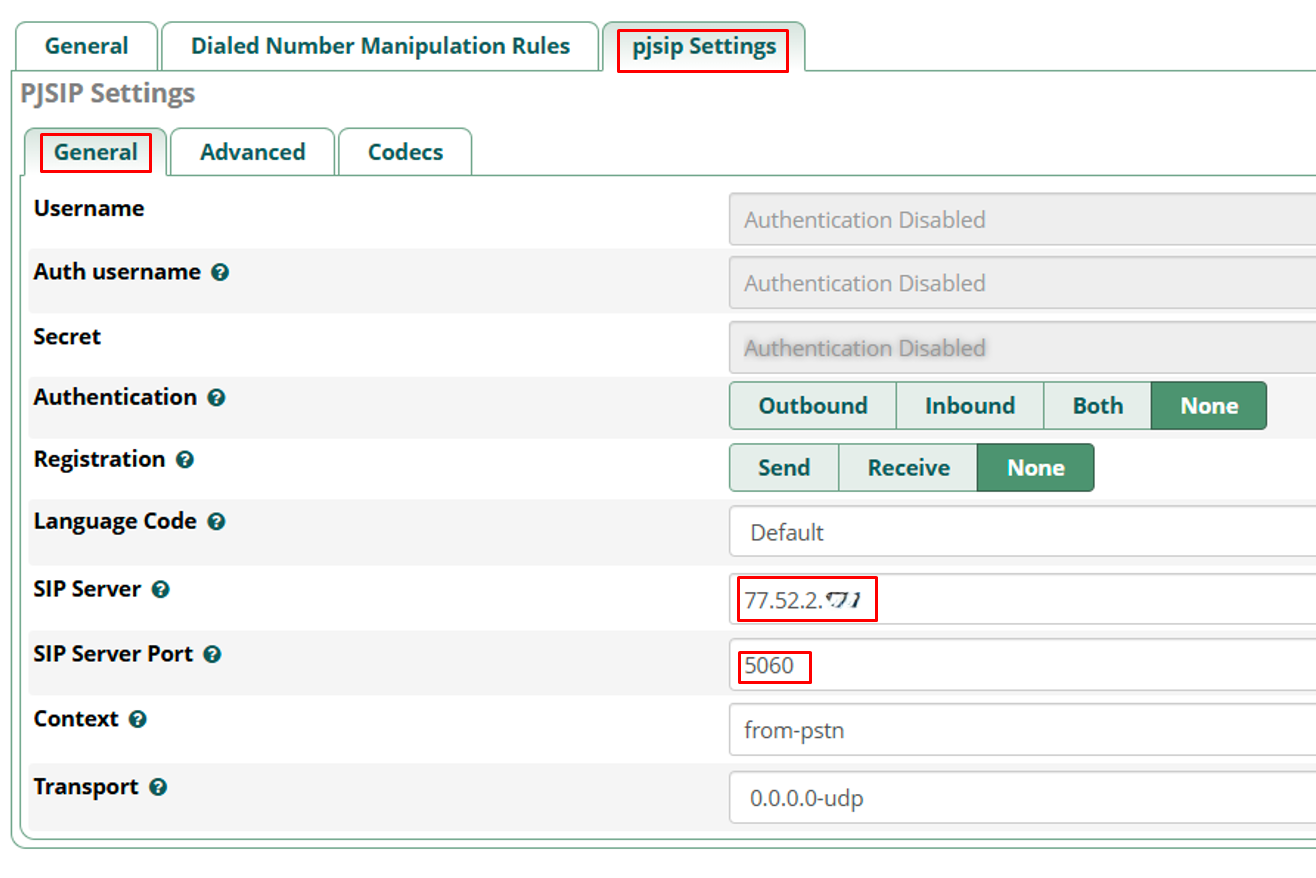 General Dialed Number Manipulation Rules pjsip Settings
PJSIP Settings
General Advanced Codecs
Username Authentication Disabled
Auth username Authentication Disabled
Secret Authentication Disabled
Authentication Outbound Inbound Both None
Registration Send Receive None
Language Code Default
SIP Server 77.52.2.
SIP Server Port 5060
Context from-pstn
Transport 0.0.0.0-udp